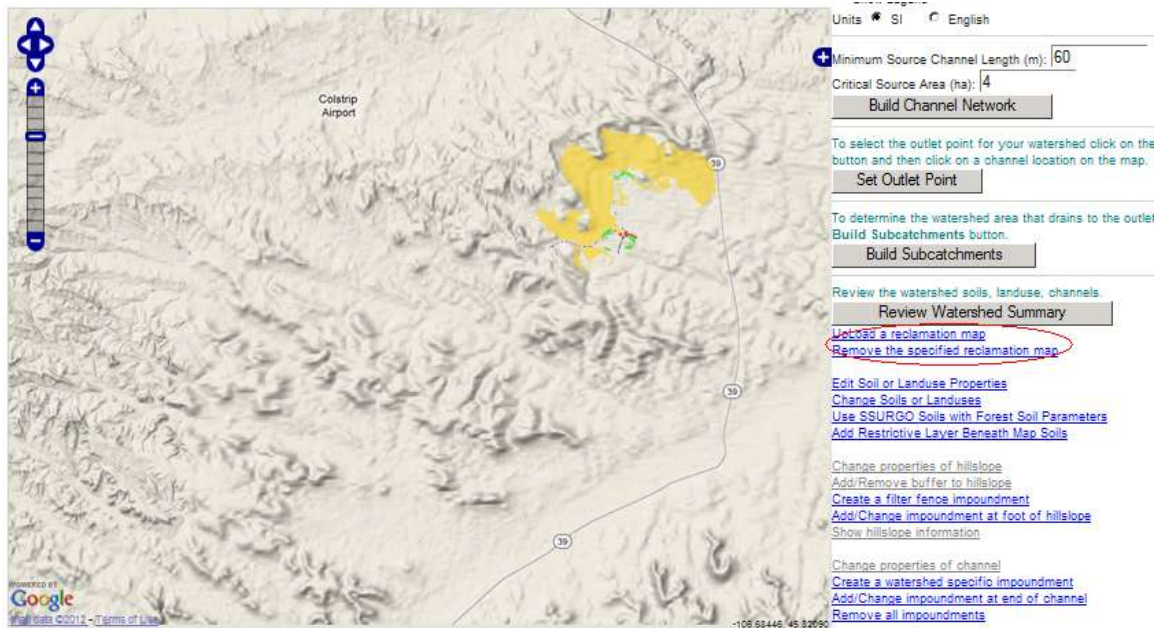 Units SI English
Minimum Source Channel Length (m): 60
Critical Source Area (ha): 4
Build Channel Network
To select the outlet point for your watershed click on the
button and then click on a channel location on the map.
Set Outlet Point
To determine the watershed area that drains to the outlet
Build Subcatchments button.
Build Subcatchments
Review the watershed soils, landuse, channels.
Review Watershed Summary
UpLoad a reclamation map
Remove the specified reclamation map
Edit Soil or Landuse Properties
Change Soils or Landuses
Use SSURGO Soils with Forest Soil Parameters
Add Restrictive Layer Beneath Map Soils
Change properties of hillslope
Add/Remove buffer to hillslope
Create a filter fence impoundment
Add/Change impoundment at foot of hillslope
Show hillslope information
Change properties of channel
Create a watershed specific impoundment
Add/Change impoundment at end of channel
Remove all impoundments
Colstrip
Airport
39
39
39
POWERED BY
Google
Map data ©2012 - Terms of Use
-106.68446, 45.82090